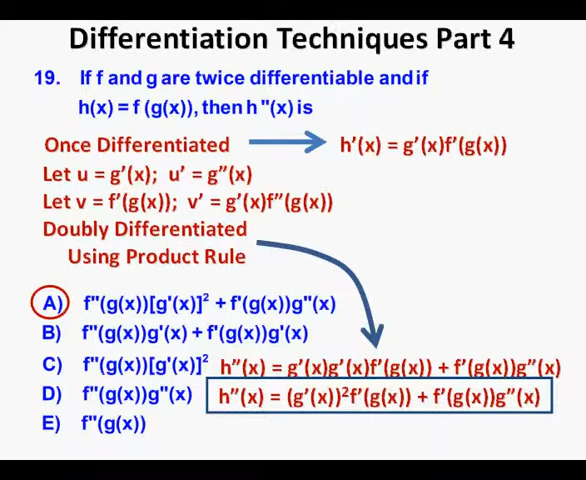 Differentiation Techniques Part 4
19. If f and g are twice differentiable and if
h(x) = f (g(x)), then h "(x) is
Once Differentiated h’(x) = g’(x)f’(g(x))
Let u = g’(x); u’ = g”(x)
Let v = f’(g(x)); v’ = g’(x)f”(g(x))
Doubly Differentiated
Using Product Rule
A) f"(g(x))[g'(x)]² + f'(g(x))g"(x)
B) f"(g(x))g'(x) + f'(g(x))g'(x)
C) f"(g(x))[g'(x)]²
h”(x) = g’(x)g’(x)f’(g(x)) + f’(g(x))g”(x)
D) f"(g(x))g"(x)
h”(x) = (g’(x))²f’(g(x)) + f’(g(x))g”(x)
E) f"(g(x))